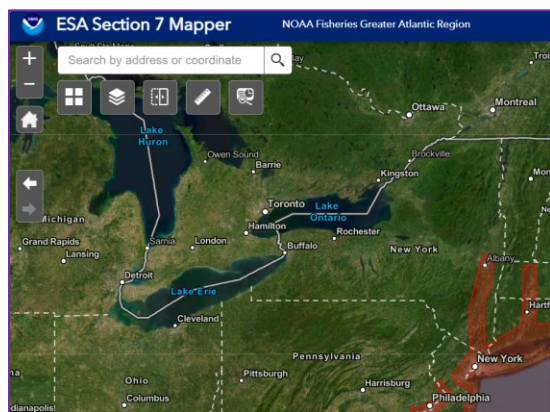 ESA Section 7 Mapper
NOAA Fisheries Greater Atlantic Region
Search by address or coordinate
Ottawa
Montreal
Lake
Huron
Owen Sound
Barrie
Brockville
Kingston
Toronto
Lake
Ontario
Michigan
Hamilton
Rochester
Grand Rapids
Sarnia
London
Buffalo
New York
Lansing
Albany
Detroit
Lake Erie
Cleveland
Pennsylvania
New York
Ohio
Pittsburgh
Harrisburg
Columbus
Philadelphia